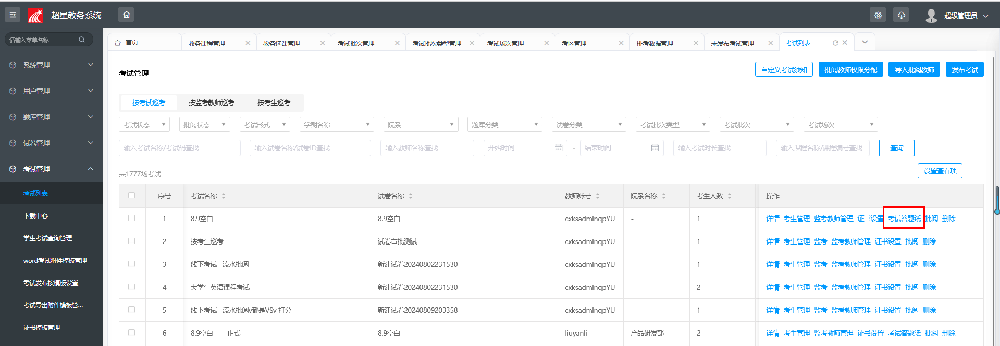 超星教务系统
超级管理员
请输入菜单名称
系统管理
用户管理
题库管理
试卷管理
考试管理
考试列表
下载中心
学生考试查询管理
word考试附件模板管理
考试发布按模板设置
考试导出附件模板管...
证书模板管理
首页 教务课程管理 教务选课管理 考试批次管理 考试批次类型管理 考试场次管理 考区管理 排考数据管理 未发布考试管理 考试列表
考试管理 自定义考试须知 批阅教师权限分配 导入批阅教师 发布考试
按考试巡考 按监考教师巡考 按考生巡考
考试状态 批阅状态 考试形式 学期名称 院系 题库分类 试卷分类 考试批次类型 考试批次 考试场次
输入考试名称/考试码查找 输入试卷名称/试卷ID查找 输入教师名称查找 开始时间 - 结束时间 输入考试时长查找 输入课程名称/课程编号查找 查询
共1777场考试 设置查看项
序号 考试名称 试卷名称 教师账号 院系名称 考生人数 操作
1 8.9空白 8.9空白 cxksadminqpYU - 1 详情 考生管理 监考教师管理 证书设置 考试答题纸 批阅 删除
2 按考生巡考 试卷审批测试 cxksadminqpYU - 1 详情 考生管理 监考 监考教师管理 证书设置 批阅 删除
3 线下考试--流水批阅 新建试卷20240802231530 cxksadminqpYU - 1 详情 考生管理 监考 监考教师管理 证书设置 批阅 删除
4 大学生英语课程考试 新建试卷20240802231530 cxksadminqpYU - 2 详情 考生管理 监考 监考教师管理 证书设置 批阅 删除
5 线下考试--流水批阅v都是VSv 打分 新建试卷20240809203358 cxksadminqpYU - 1 详情 考生管理 监考 监考教师管理 证书设置 批阅 删除
6 8.9空白——正式 8.9空白 liuyanli 产品研发部 2 详情 考生管理 监考教师管理 证书设置 考试答题纸 批阅 删除